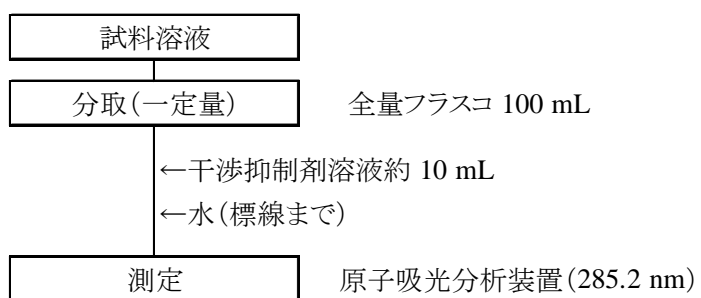 試料溶液
分取(一定量) 全量フラスコ 100 mL
←干渉抑制剤溶液約 10 mL
←水(標線まで)
測定 原子吸光分析装置(285.2 nm)